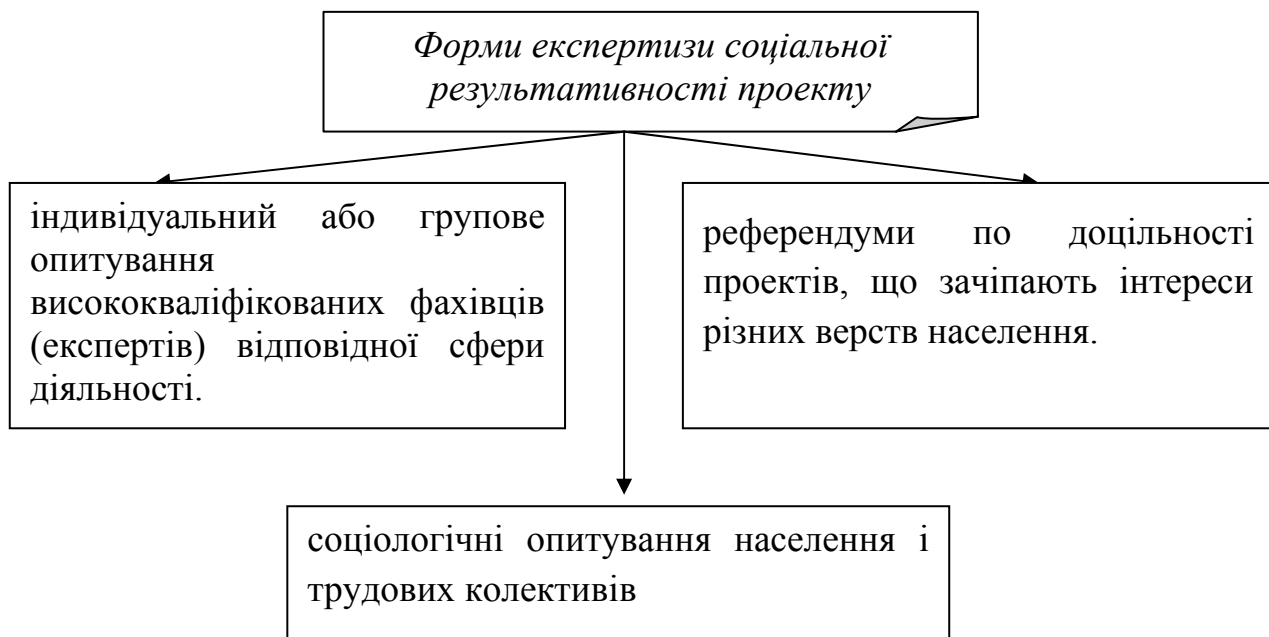 Форми експертизи соціальної
результативності проекту
індивідуальний або групове
опитування
висококваліфікованих фахівців
(експертів) відповідної сфери
діяльності.
референдуми по доцільності
проектів, що зачіпають інтереси
різних верств населення.
соціологічні опитування населення і
трудових колективів